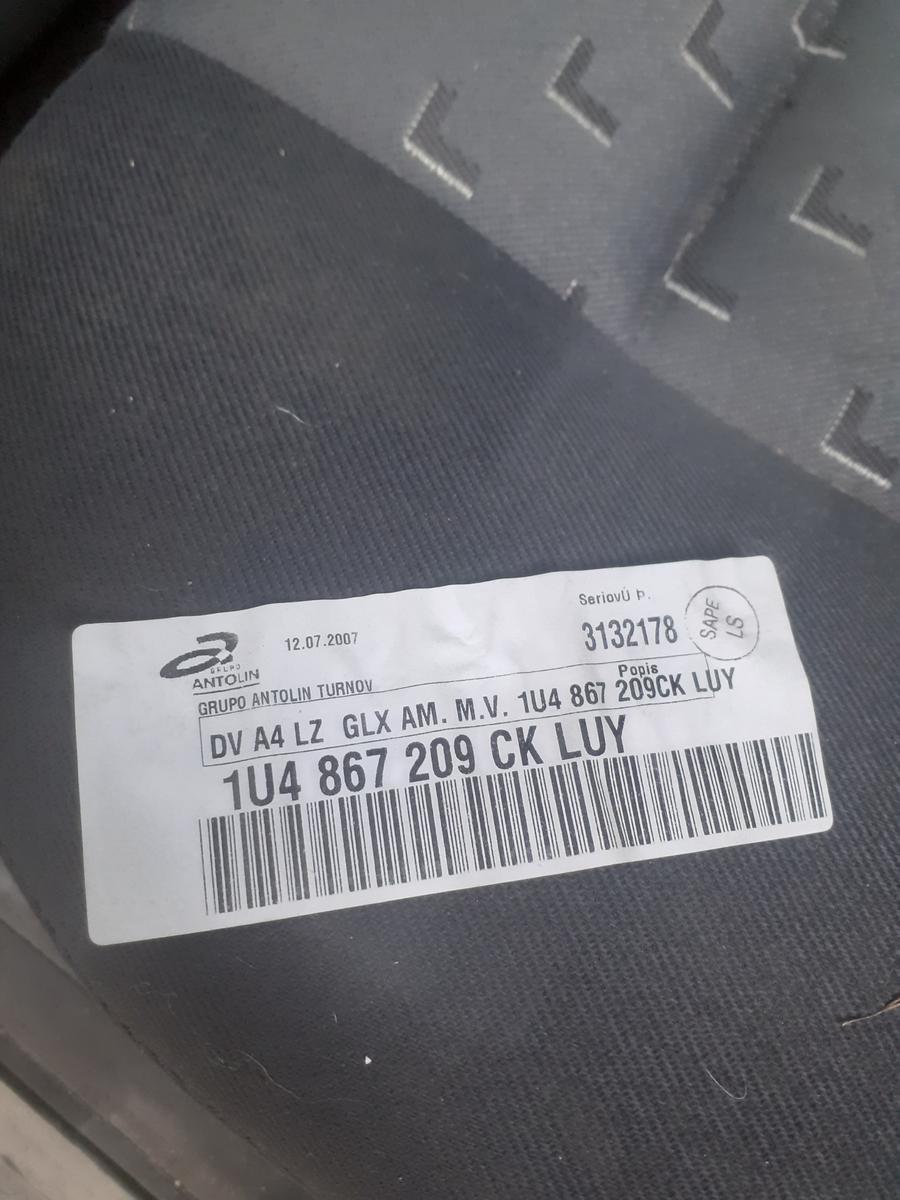 GRUPO
ANTOLIN
12.07.2007
SeriovÚ Þ.
3132178
SAPE
LS
GRUPO ANTOLIN TURNOV
Popis
DV A4 LZ GLX AM. M.V. 1U4 867 209CK LUY
1U4 867 209 CK LUY